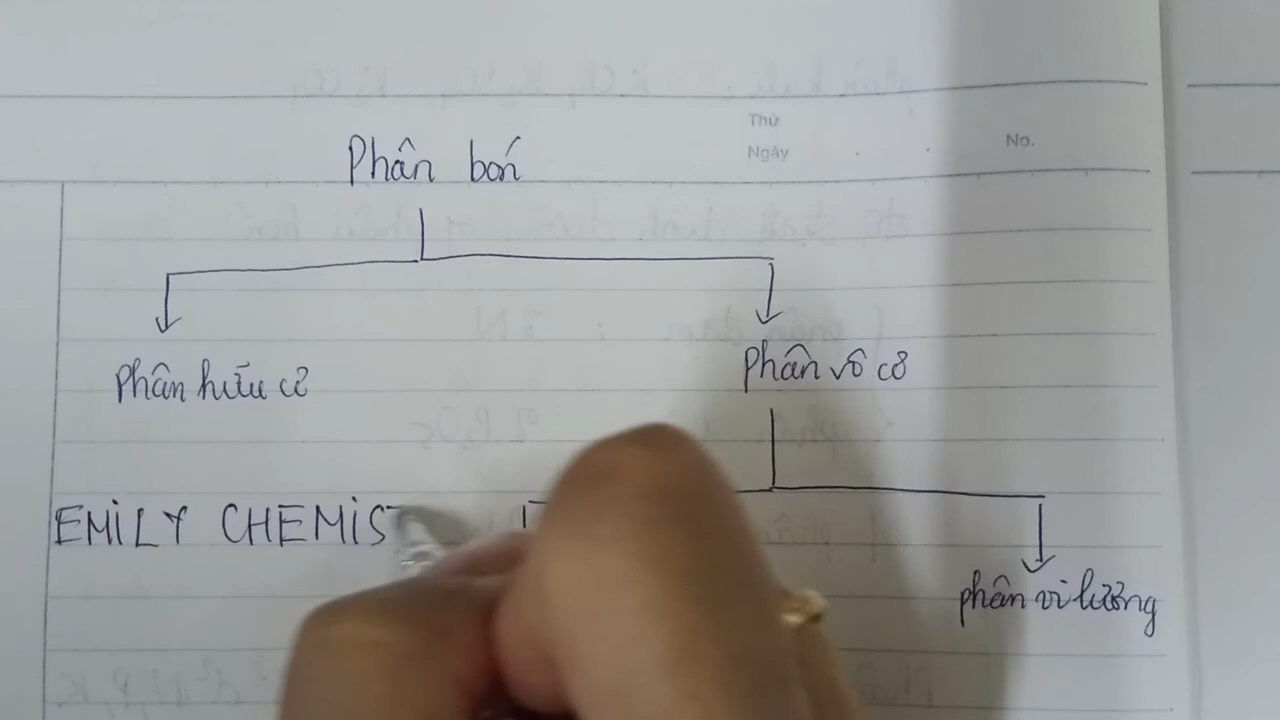 Thứ
Phân bón
Ngày
No.
Phân hữu cơ
Phân vô cơ
EMiLY CHEMiST
phân vi lượng